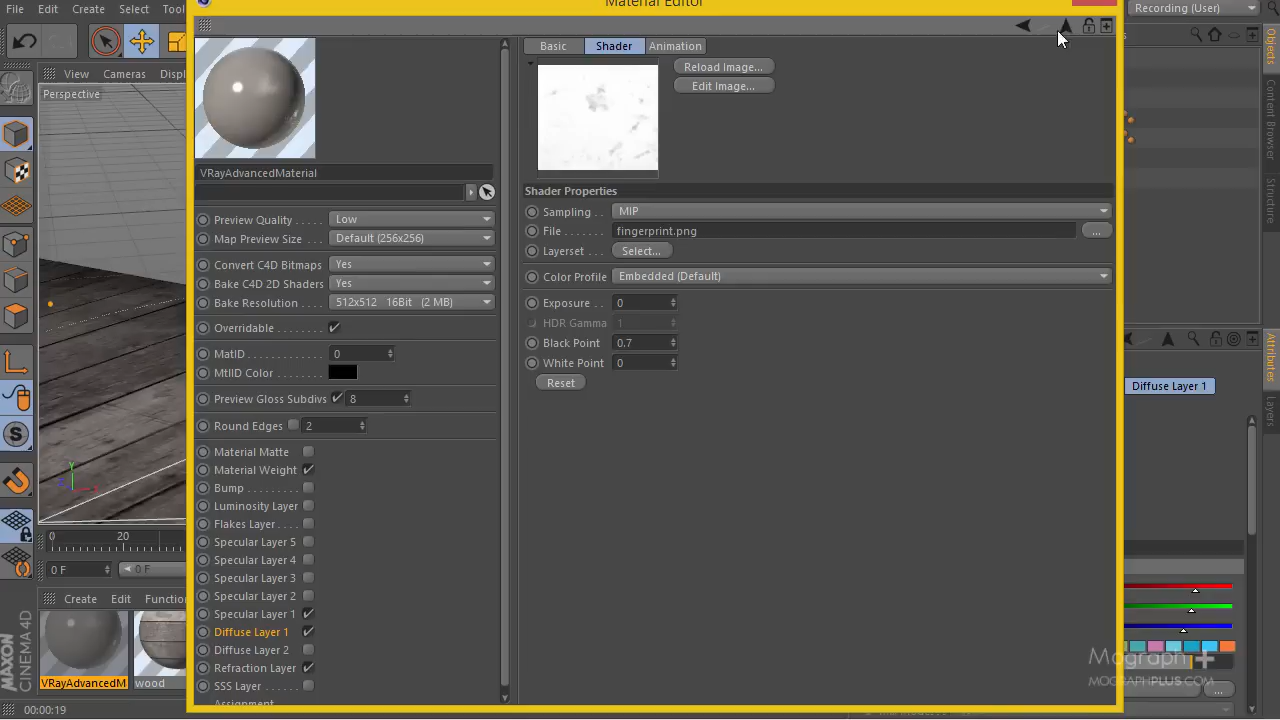 Material Editor
File Edit Create Select Tool
Recording (User)
View Cameras Displ
Perspective
Basic Shader Animation
Reload Image...
Edit Image...
VRayAdvancedMaterial
Shader Properties
Preview Quality Low
Map Preview Size Default (256x256)
Convert C4D Bitmaps Yes
Bake C4D 2D Shaders Yes
Bake Resolution 512x512 16Bit (2 MB)
Overridable
MatID 0
MtlID Color
Preview Gloss Subdivs 8
Round Edges 2
Material Matte
Material Weight
Bump
Luminosity Layer
Flakes Layer
Specular Layer 5
Specular Layer 4
Specular Layer 3
Specular Layer 2
Specular Layer 1
Diffuse Layer 1
Diffuse Layer 2
Refraction Layer
SSS Layer
Assignment
Sampling MIP
File fingerprint.png ...
Layerset Select...
Color Profile Embedded (Default)
Exposure 0
HDR Gamma 1
Black Point 0.7
White Point 0
Reset
Objects
Content Browser
Structure
Attributes
Layers
Diffuse Layer 1
Y
0 20
0 F 0 F
Create Edit Function
VRayAdvancedM wood
MAXON
CINEMA 4D
00:00:19
...
Mograph +
MOGRAPHPLUS.COM